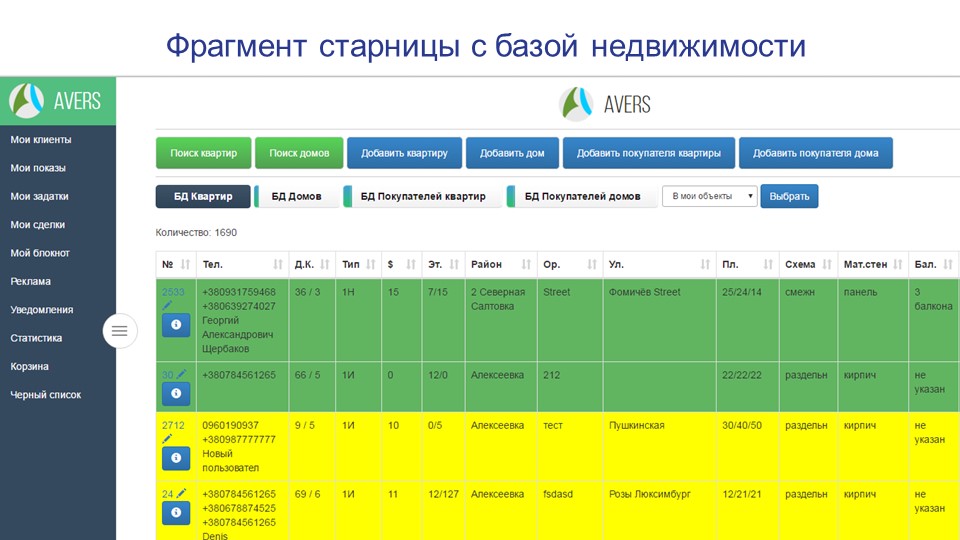 Фрагмент старницы с базой недвижимости
AVERS
AVERS
Мои клиенты
Мои показы
Мои задатки
Мои сделки
Мой блокнот
Реклама
Уведомления
Статистика
Корзина
Черный список
Поиск квартир Поиск домов Добавить квартиру Добавить дом Добавить покупателя квартиры Добавить покупателя дома
БД Квартир БД Домов БД Покупателей квартир БД Покупателей домов В мои объекты Выбрать
Количество: 1690
№ Тел. Д.К. Тип $ Эт. Район Ор. Ул. Пл. Схема Мат.стен Бал.
2533 +380931759468 36 / 3 1Н 15 7/15 2 Северная Street Фомичёв Street 25/24/14 смежн панель 3
+380639274027 Салтовка балкона
Георгий
Александрович
Щербаков
30 +380784561265 66 / 5 1И 0 12/0 Алексеевка 212 22/22/22 раздельн кирпич не
указан
2712 0960190937 9 / 5 1И 10 0/5 Алексеевка тест Пушкинская 30/40/50 раздельн кирпич не
+380987777777 указан
Новый
пользовател
24 +380784561265 69 / 6 1И 11 12/127 Алексеевка fsdasd Розы Люксимбург 12/21/21 раздельн кирпич не
+380678874525 указан
+380784561265
Denis